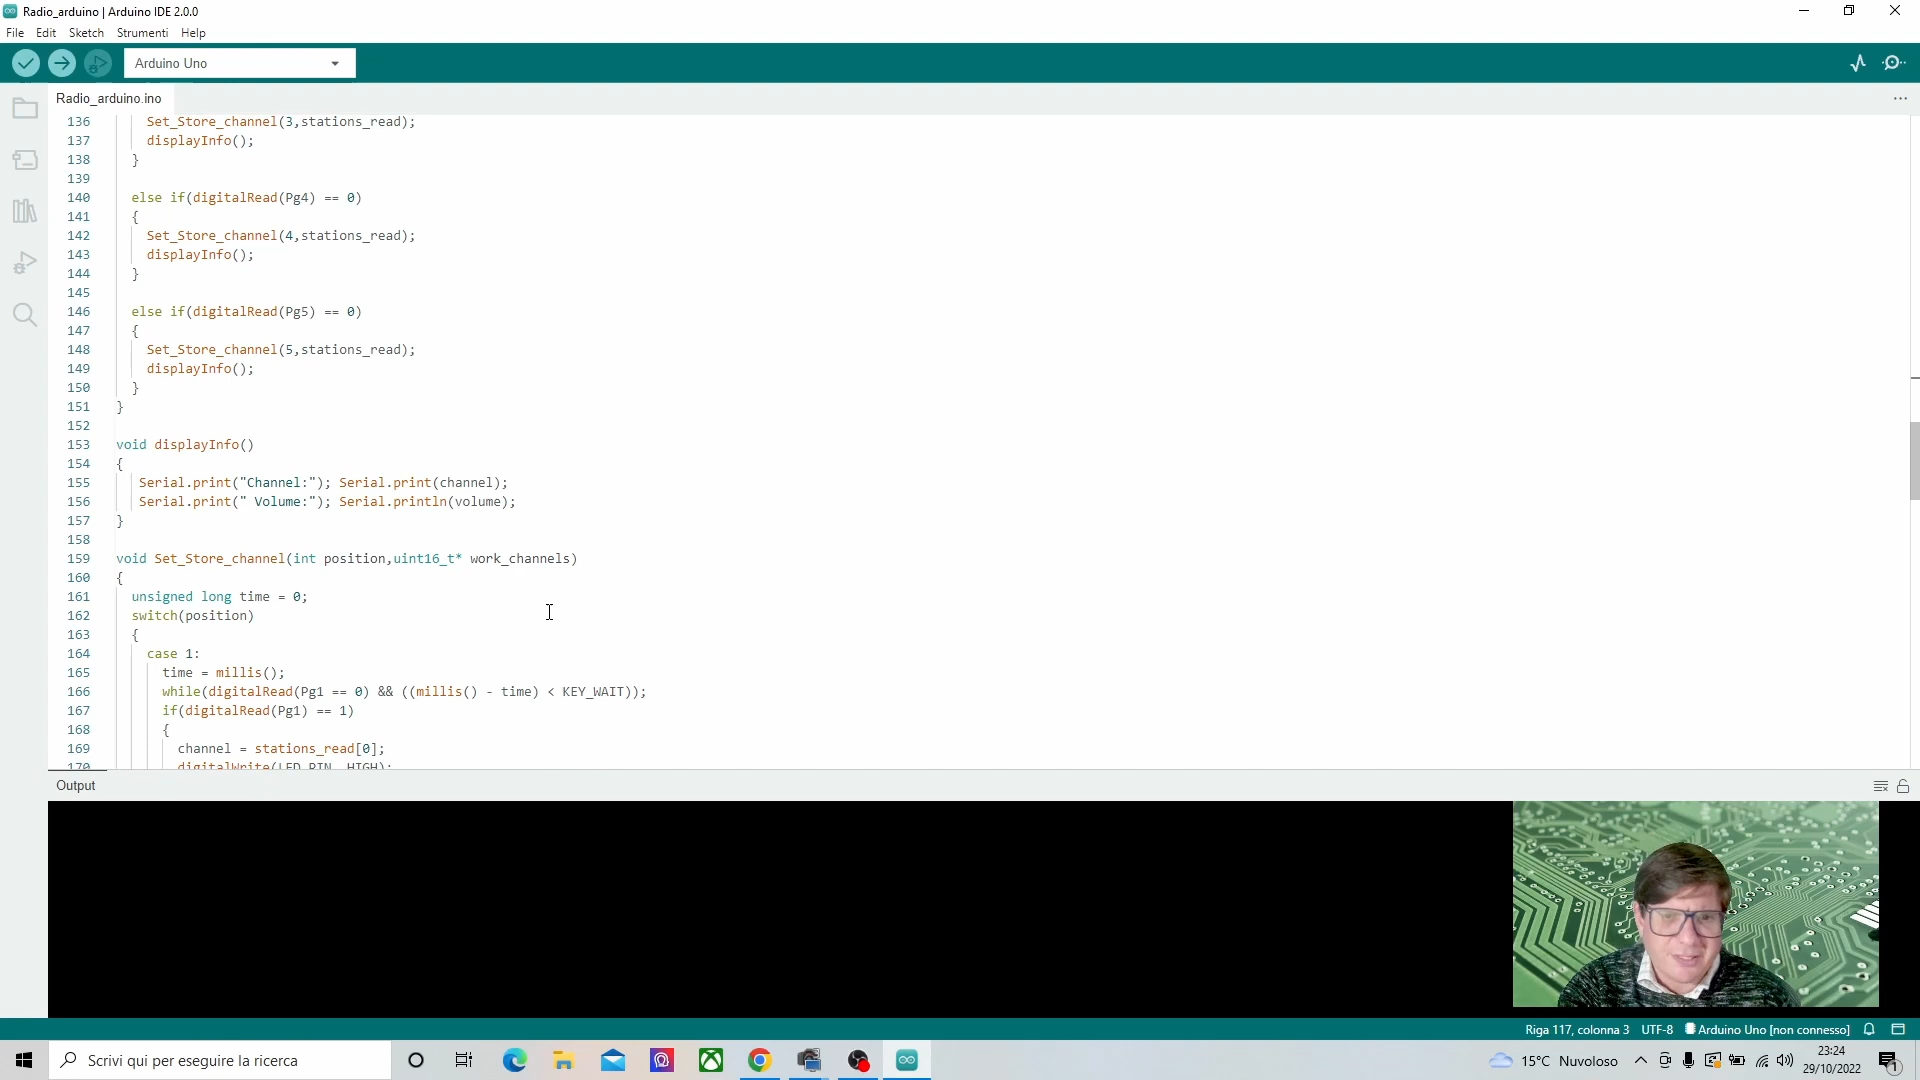 Radio_arduino | Arduino IDE 2.0.0
File Edit Sketch Strumenti Help
Arduino Uno
Radio_arduino.ino
136 Set_Store_channel(3,stations_read);
137 displayInfo();
138 }
139
140 else if(digitalRead(Pg4) == 0)
141 {
142 Set_Store_channel(4,stations_read);
143 displayInfo();
144 }
145
146 else if(digitalRead(Pg5) == 0)
147 {
148 Set_Store_channel(5,stations_read);
149 displayInfo();
150 }
151 }
152
153 void displayInfo()
154 {
155 Serial.print("Channel:"); Serial.print(channel);
156 Serial.print(" Volume:"); Serial.println(volume);
157 }
158
159 void Set_Store_channel(int position,uint16_t* work_channels)
160 {
161 unsigned long time = 0;
162 switch(position)
163 {
164 case 1:
165 time = millis();
166 while(digitalRead(Pg1 == 0) && ((millis() - time) < KEY_WAIT));
167 if(digitalRead(Pg1) == 1)
168 {
169 channel = stations_read[0];
170 digitalWrite(LED_PIN, HIGH);
Output
Riga 117, colonna 3 UTF-8 Arduino Uno [non connesso]
Scrivi qui per eseguire la ricerca
15°C Nuvoloso
23:24
29/10/2022
1